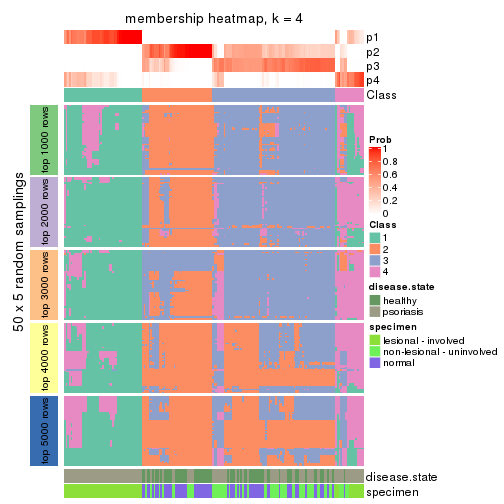 membership heatmap, k = 4
p1
p2
p3
p4
Class
50 x 5 random samplings
top 1000 rows
top 2000 rows
top 3000 rows
top 4000 rows
top 5000 rows
disease.state
specimen
Prob
1
0.8
0.6
0.4
0.2
0
Class
1
2
3
4
disease.state
healthy
psoriasis
specimen
lesional - involved
non-lesional - uninvolved
normal